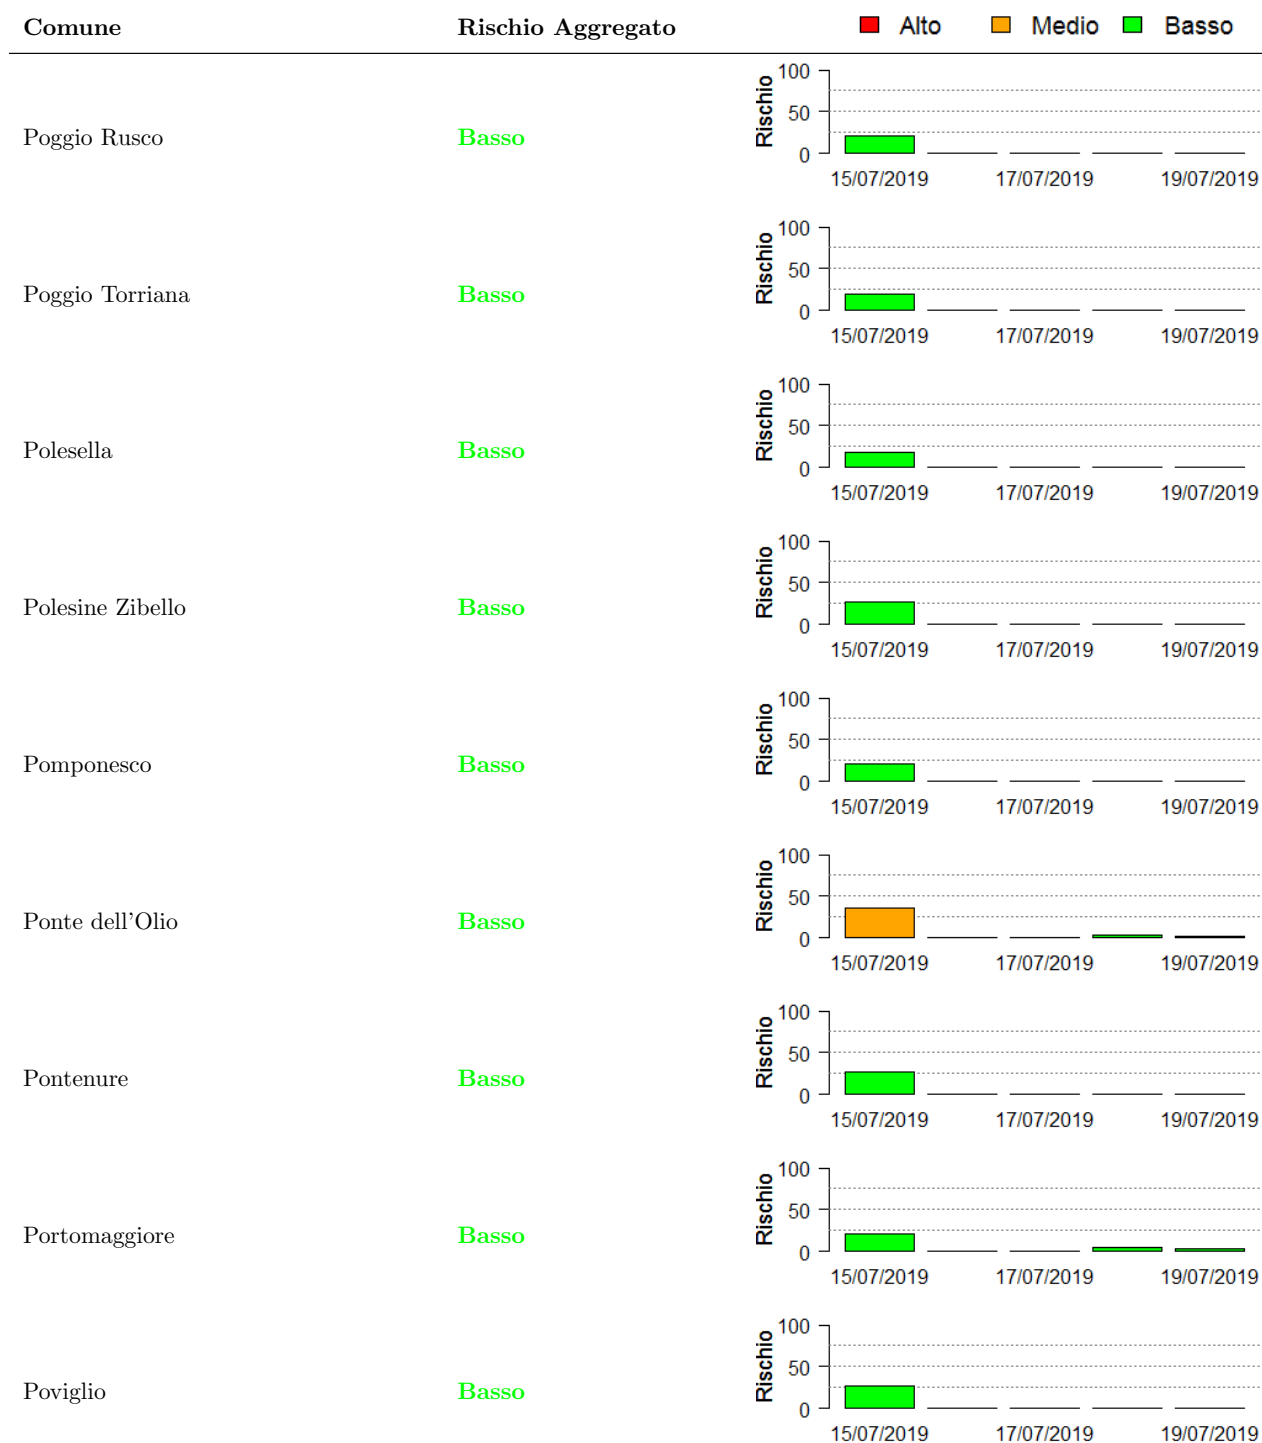 Comune Rischio Aggregato Alto Medio Basso
100
50
0
Rischio
Poggio Rusco Basso
15/07/2019 17/07/2019 19/07/2019
100
50
0
Rischio
Poggio Torriana Basso
15/07/2019 17/07/2019 19/07/2019
100
50
0
Rischio
Polesella Basso
15/07/2019 17/07/2019 19/07/2019
100
50
0
Rischio
Polesine Zibello Basso
15/07/2019 17/07/2019 19/07/2019
100
50
0
Rischio
Pomponesco Basso
15/07/2019 17/07/2019 19/07/2019
100
50
0
Rischio
Ponte dell'Olio Basso
15/07/2019 17/07/2019 19/07/2019
100
50
0
Rischio
Pontenure Basso
15/07/2019 17/07/2019 19/07/2019
100
50
0
Rischio
Portomaggiore Basso
15/07/2019 17/07/2019 19/07/2019
100
50
0
Rischio
Poviglio Basso
15/07/2019 17/07/2019 19/07/2019